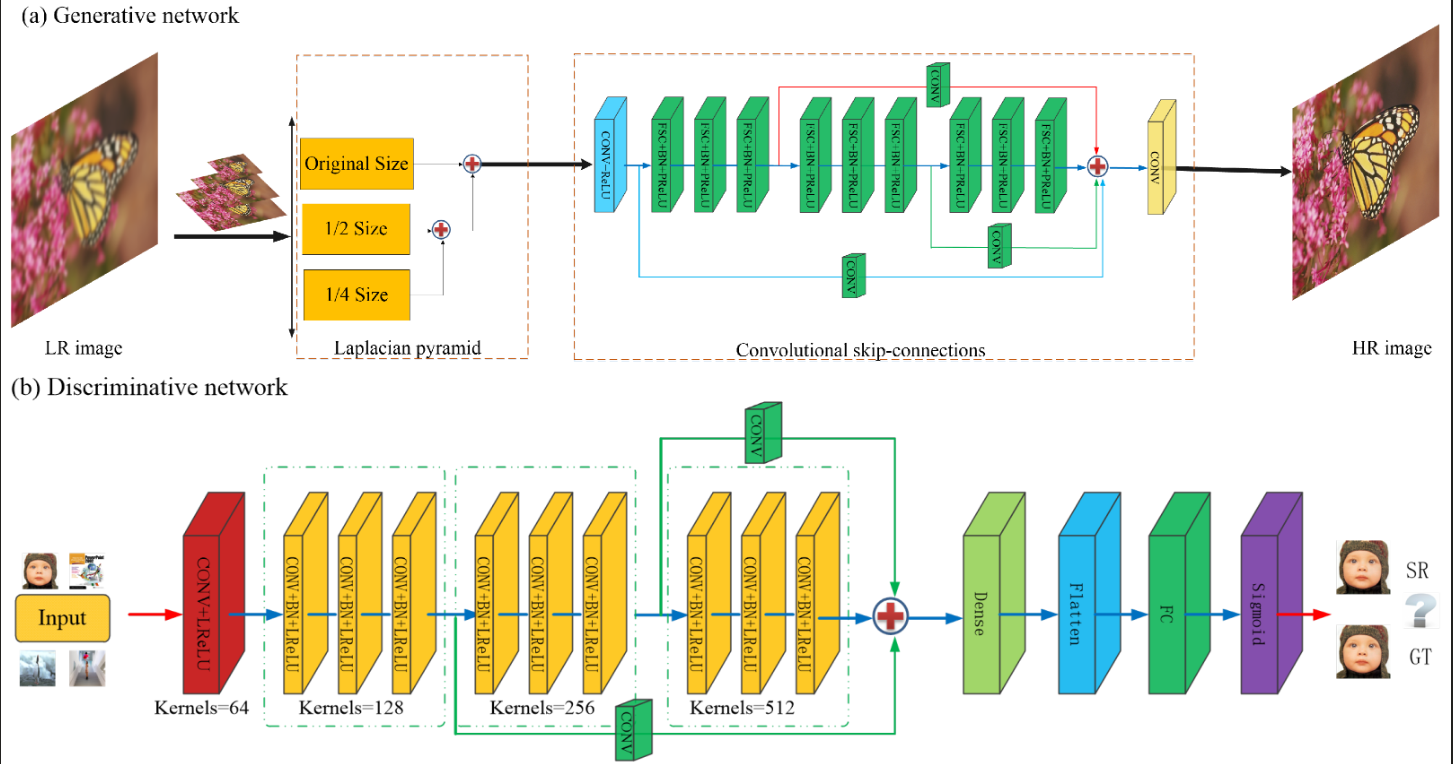 (a) Generative network
Original Size
1/2 Size
1/4 Size
CONV-ReLU
FSC+BN+PReLU
FSC+BN+PReLU
FSC+BN+PReLU
FSC+BN-PReLU
FSC+BN-PReLU
FSC+BN-PReLU
FSC+BN-PReLU
FSC+BN-PReLU
FSC+BN+PReLU
CONV
CONV
CONV
CONV
LR image
Laplacian pyramid
Convolutional skip-connections
HR image
(b) Discriminative network
Input
CONV+LReLU
Kernels=64
CONV+BN+LReLU
CONV+BN+LReLU
CONV+BN+LReLU
Kernels=128
CONV+BN+LReLU
CONV+BN+LReLU
CONV+BN+LReLU
Kernels=256
CONV+BN+LReLU
CONV+BN+LReLU
CONV+BN+LReLU
Kernels=512
CONV
CONV
Dense
Flatten
FC
Sigmoid
SR
?
GT